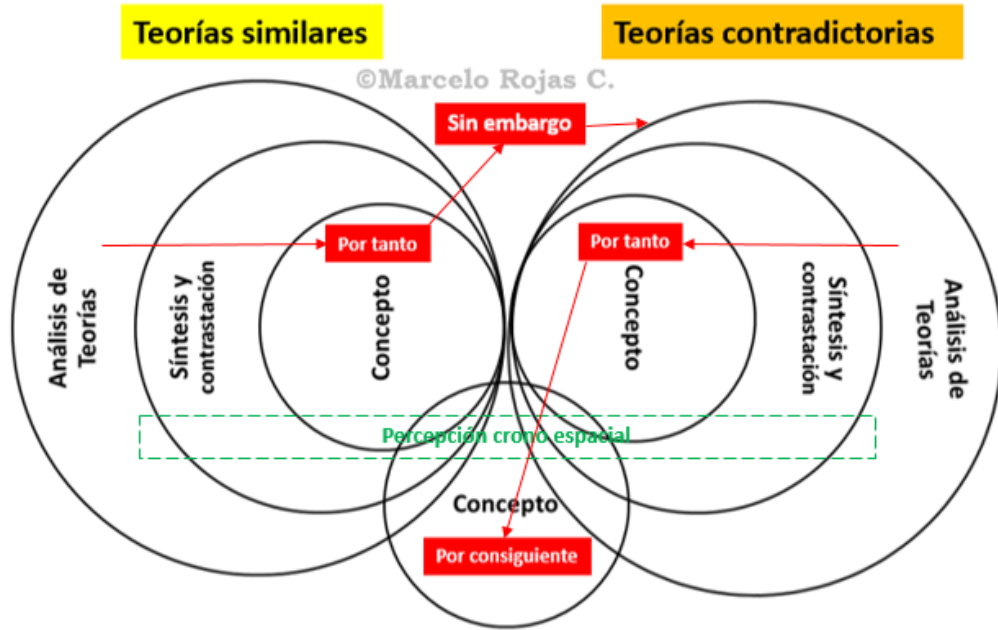 Teorías similares
Teorías contradictorias
©Marcelo Rojas C.
Sin embargo
Por tanto
Por tanto
Análisis de
Teorías
Síntesis y
contrastación
Concepto
Concepto
Síntesis y
contrastación
Análisis de
Teorías
Percepción crono espacial
Concepto
Por consiguiente